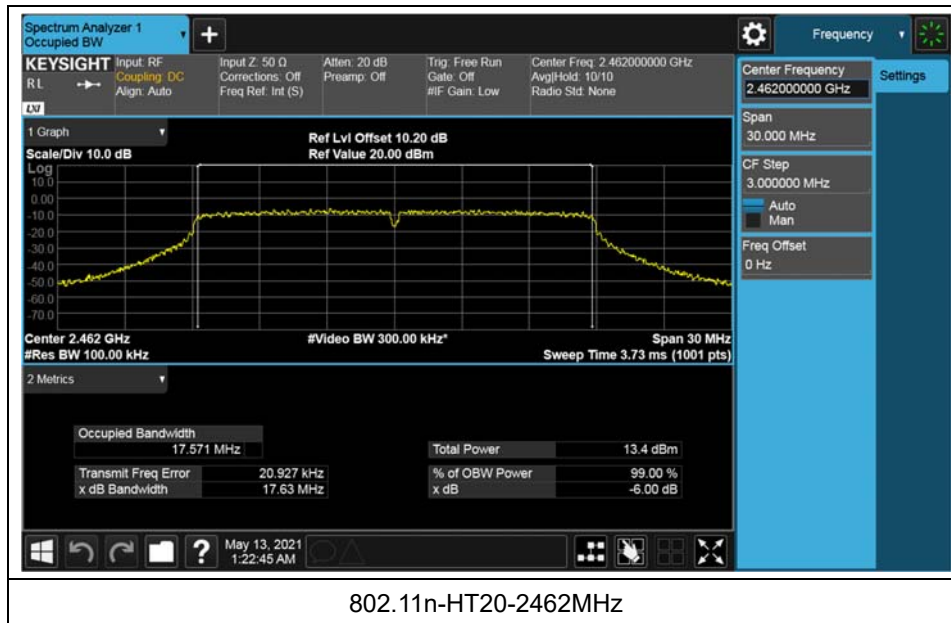 Spectrum Analyzer 1
Occupied BW
Frequency
KEYSIGHT
RL
LXI
Input: RF
Coupling: DC
Align: Auto
Input Z: 50 Ω
Corrections: Off
Freq Ref: Int (S)
Atten: 20 dB
Preamp: Off
Trig: Free Run
Gate: Off
#IF Gain: Low
Center Freq: 2.462000000 GHz
Avg|Hold: 10/10
Radio Std: None
Center Frequency
2.462000000 GHz
Settings
Span
30.000 MHz
CF Step
3.000000 MHz
Auto
Man
Freq Offset
0 Hz
1 Graph
Scale/Div 10.0 dB
Ref Lvl Offset 10.20 dB
Ref Value 20.00 dBm
Log
10.0
0.00
-10.0
-20.0
-30.0
-40.0
-50.0
-60.0
-70.0
Center 2.462 GHz
#Video BW 300.00 kHz*
Span 30 MHz
#Res BW 100.00 kHz
Sweep Time 3.73 ms (1001 pts)
2 Metrics
Occupied Bandwidth
17.571 MHz
Total Power 13.4 dBm
Transmit Freq Error 20.927 kHz
% of OBW Power 99.00 %
x dB Bandwidth 17.63 MHz
x dB -6.00 dB
?
May 13, 2021
1:22:45 AM
802.11n-HT20-2462MHz